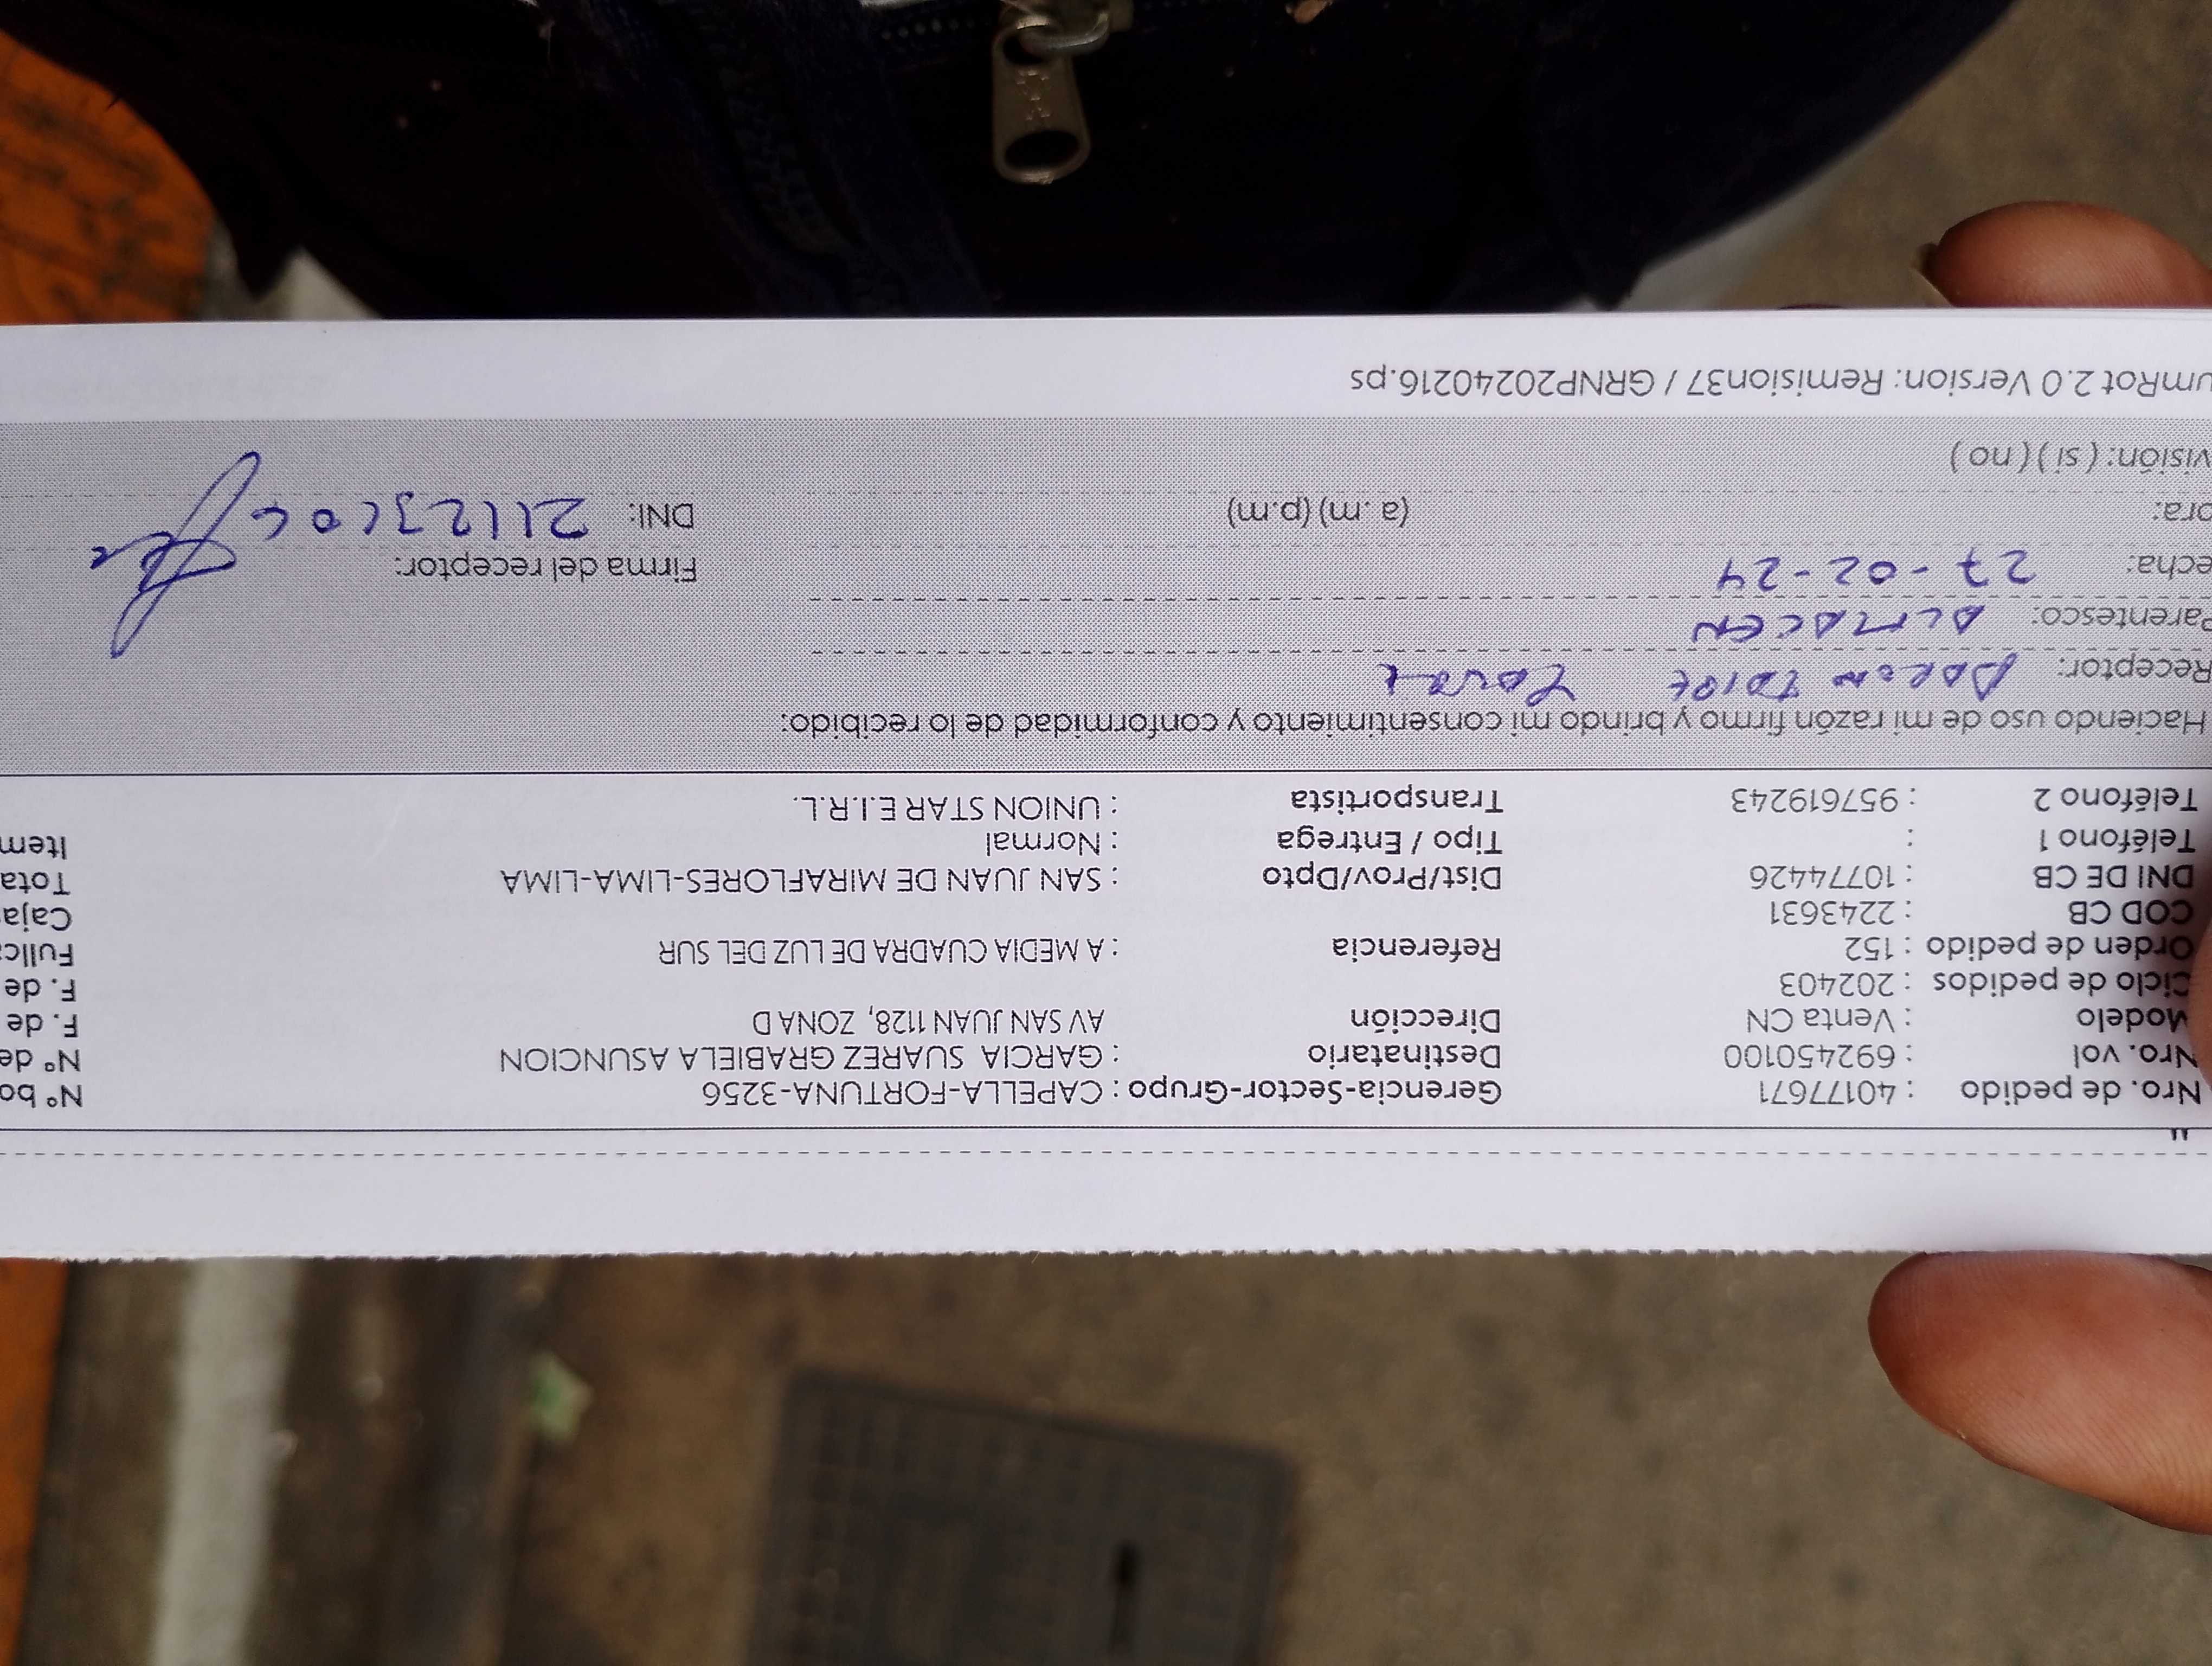 Nro. de pedido : 40177671 Gerencia-Sector-Grupo : CAPELLA-FORTUNA-3256 N° bo
Nro. vol : 692450100 Destinatario : GARCIA SUAREZ GRABIELA ASUNCION N° de
Modelo : Venta CN Dirección AV SAN JUAN 1128, ZONA D F. de
Ciclo de pedidos : 202403 F. de
Orden de pedido : 152 Referencia : A MEDIA CUADRA DE LUZ DEL SUR Fullca
COD CB : 2243631 Caja
DNI DE CB : 10774426 Dist/Prov/Dpto : SAN JUAN DE MIRAFLORES-LIMA-LIMA Tota
Teléfono 1 : Tipo / Entrega : Normal Item
Teléfono 2 : 957619243 Transportista : UNION STAR E.I.R.L.
Haciendo uso de mi razón firmo y brindo mi consentimiento y conformidad de lo recibido:
Receptor:
Parentesco: ALMACEN
echa: 27-02-24 Firma del receptor:
ora: (a .m) (p.m) DNI:
visión: ( si ) ( no )
umRot 2.0 Version: Remision37 / GRNP20240216.ps